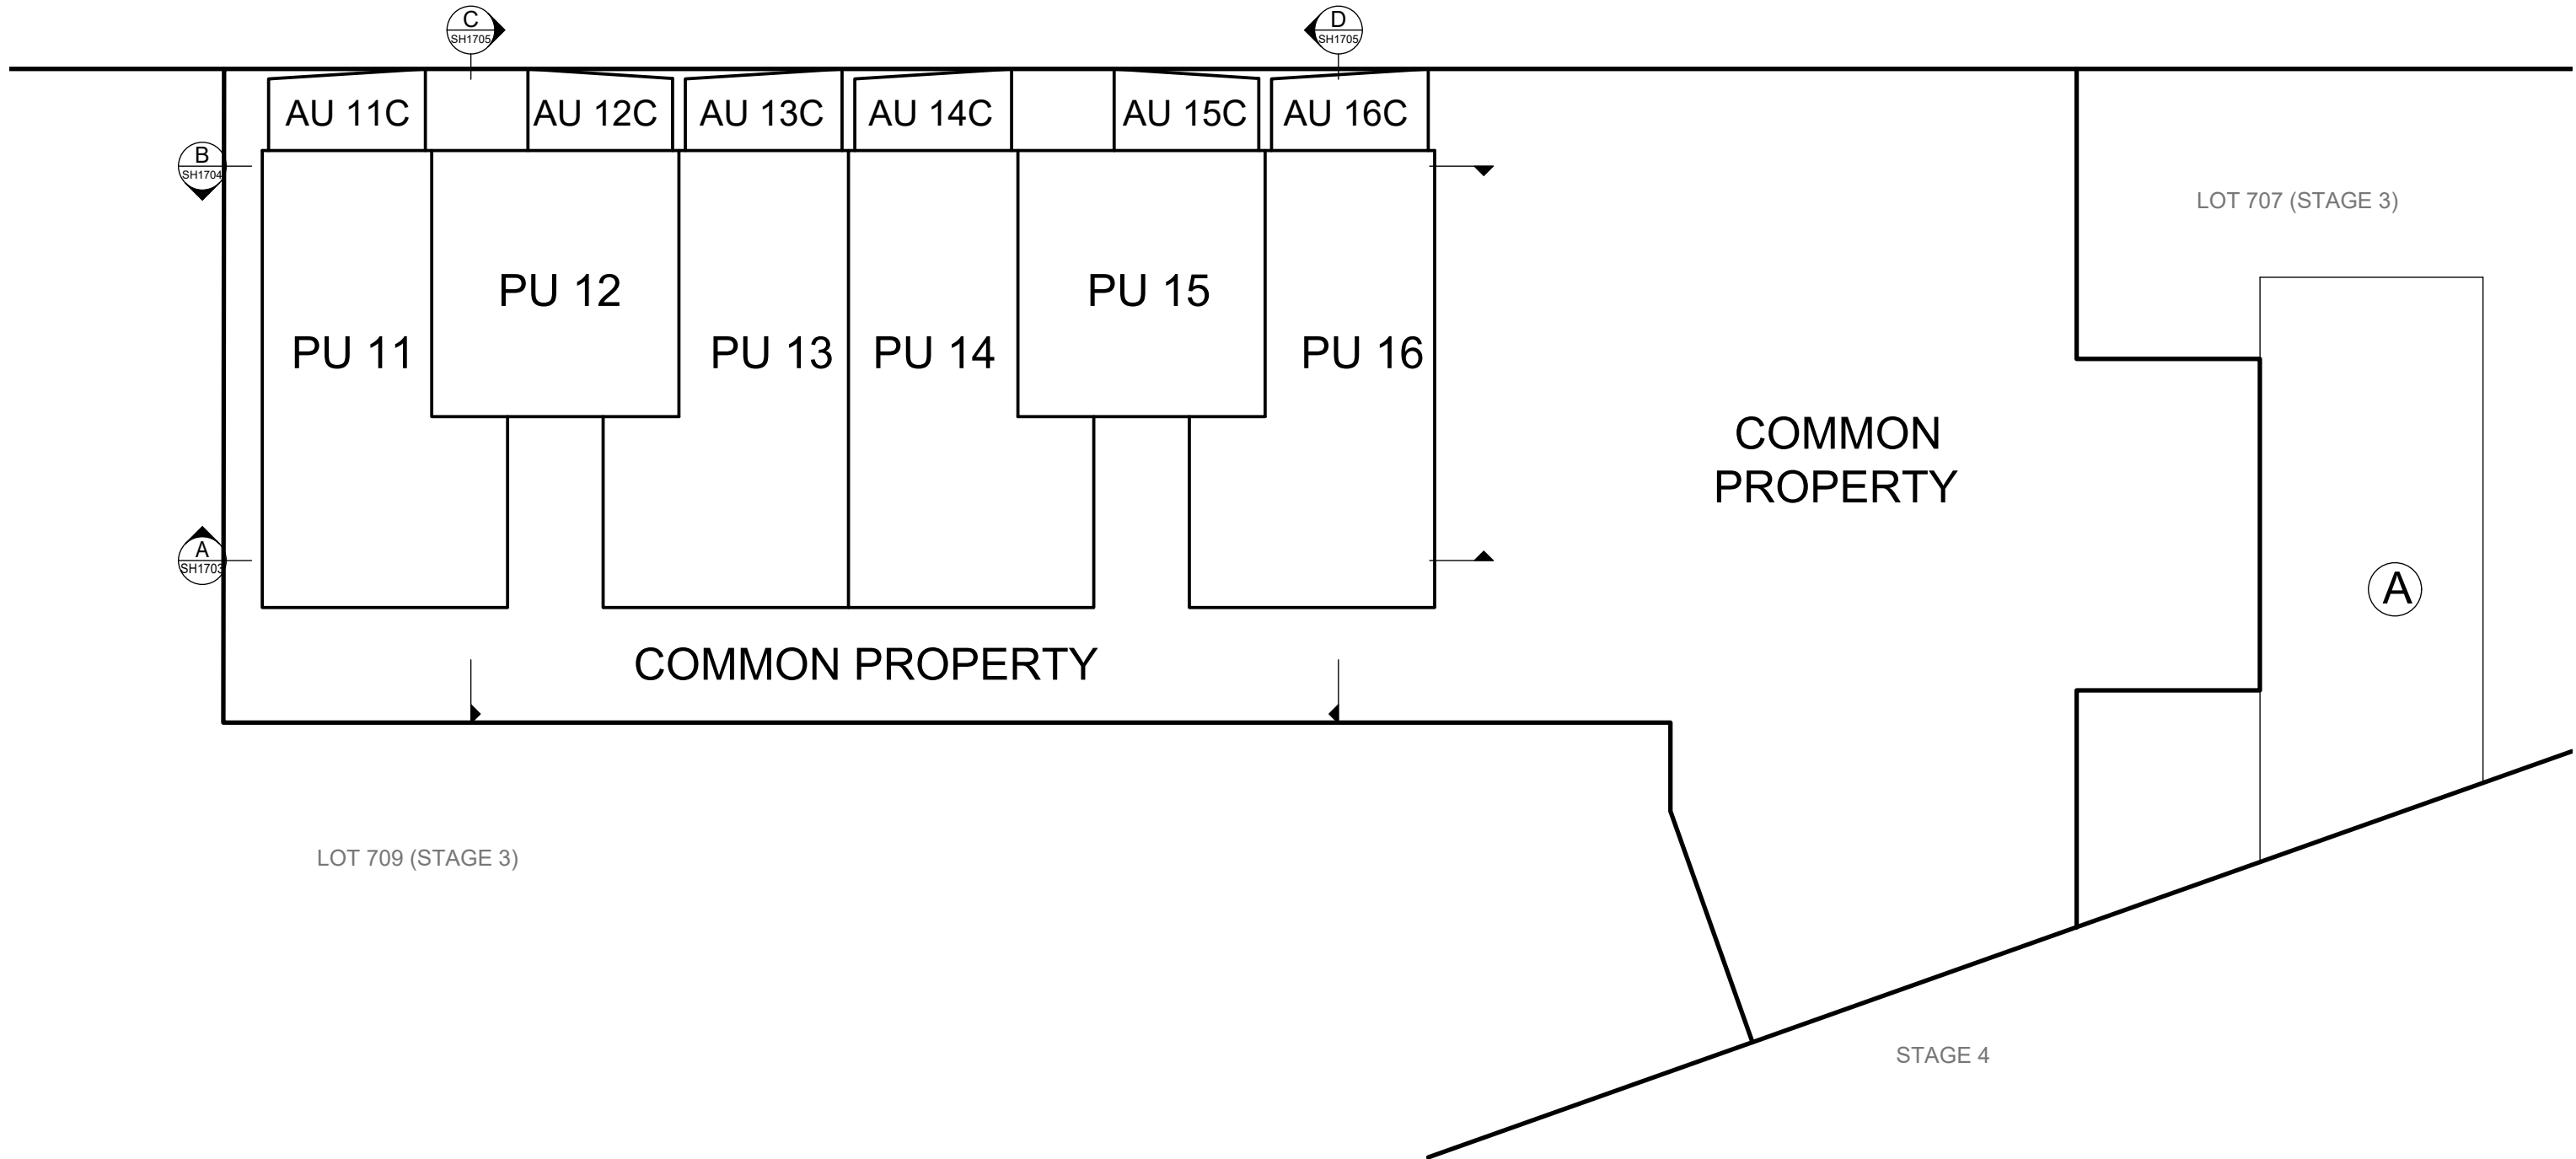 C
SH1705
D
SH1705
AU 11C
AU 12C
AU 13C
AU 14C
AU 15C
AU 16C
B
SH1704
LOT 707 (STAGE 3)
PU 12
PU 15
PU 11
PU 13
PU 14
PU 16
COMMON
PROPERTY
A
SH1703
A
COMMON PROPERTY
LOT 709 (STAGE 3)
STAGE 4